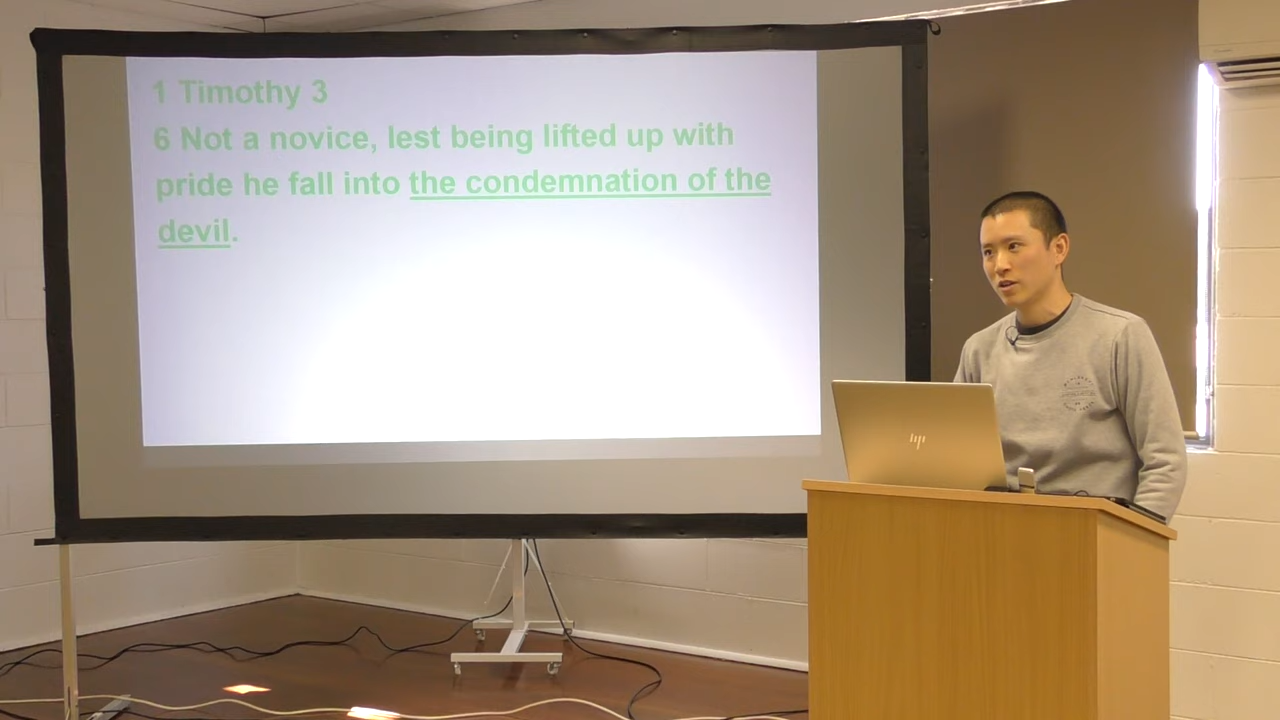 1 Timothy 3
6 Not a novice, lest being lifted up with
pride he fall into the condemnation of the
devil.
hp